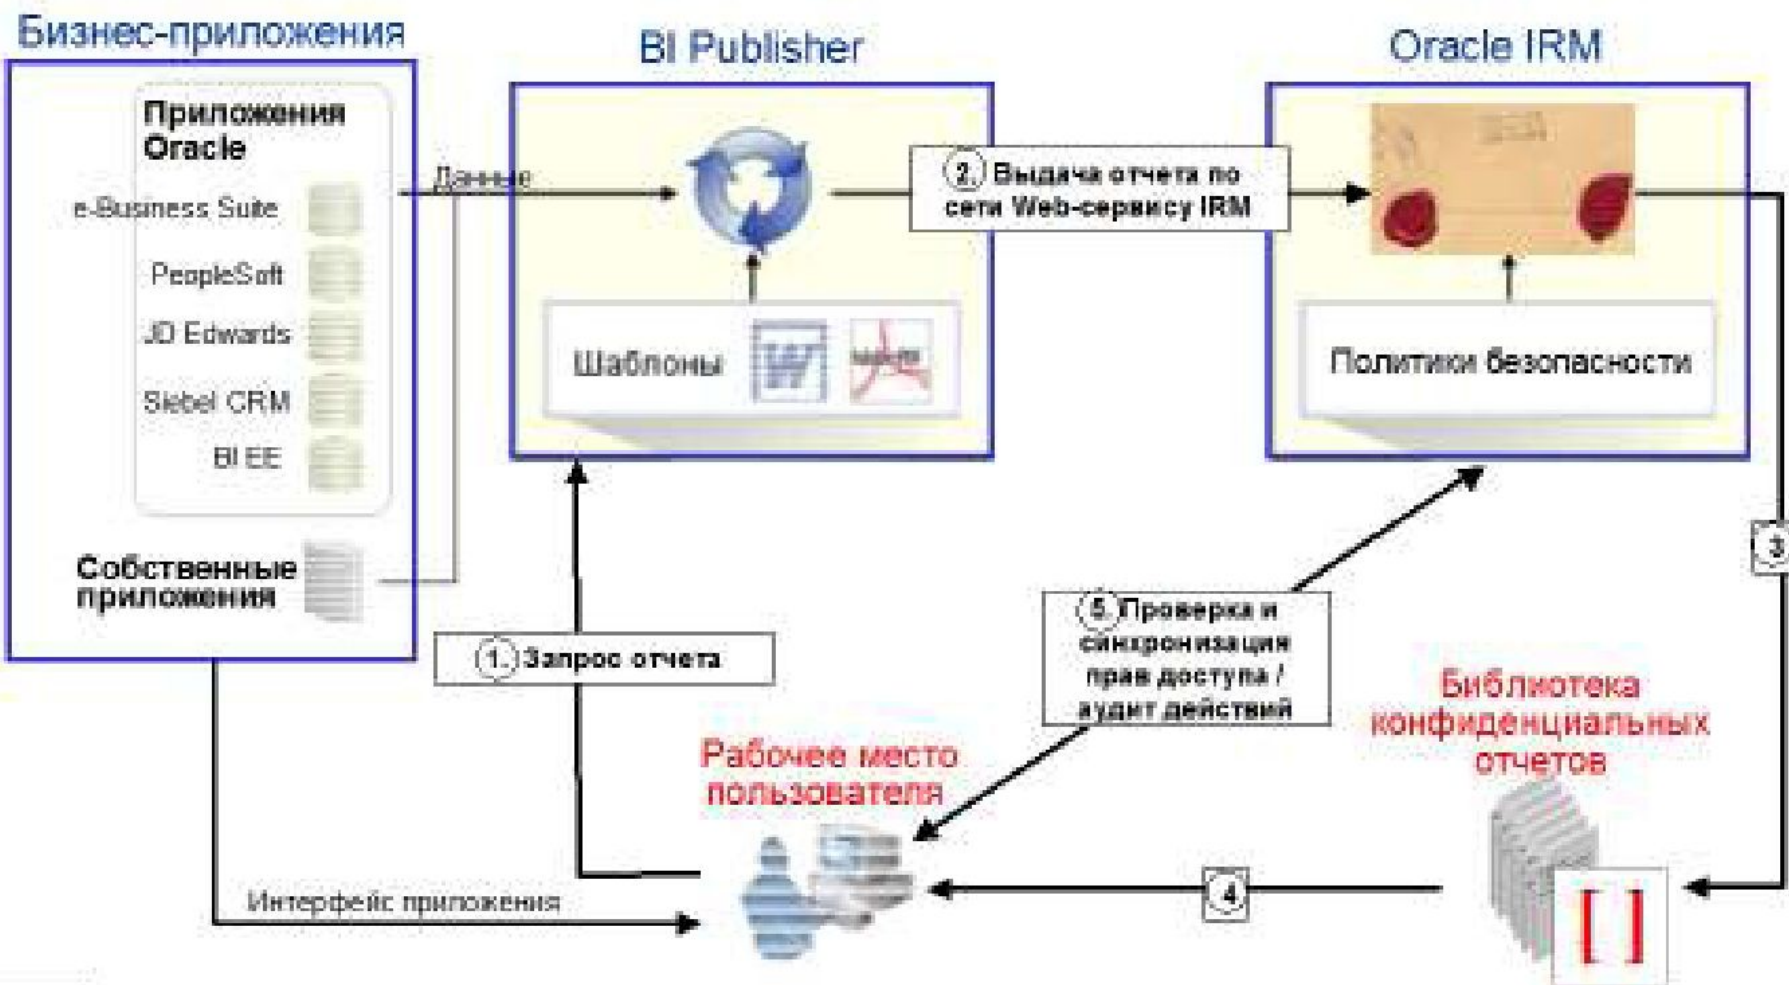 Бизнес-приложения
Приложения
Oracle
e-Business Suite
PeopleSoft
JD Edwards
Siebel CRM
BI EE
Собственные
приложения
Данные
BI Publisher
Шаблоны
W
2. Выдача отчета по
сети Web-сервису IRM
Oracle IRM
Политики безопасности
1. Запрос отчета
5. Проверка и
синхронизация
прав доступа /
аудит действий
3
Библиотека
конфиденциальных
отчетов
[ ]
4
Рабочее место
пользователя
Интерфейс приложения